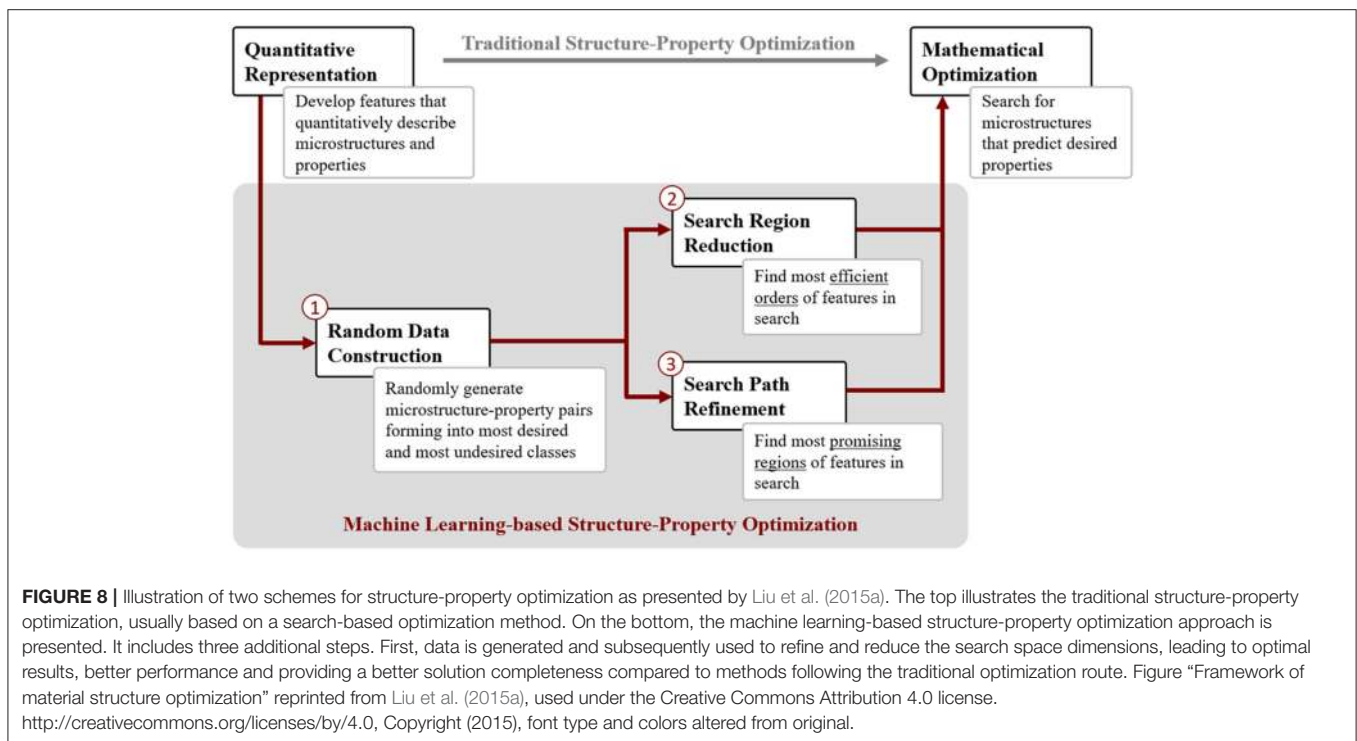 Quantitative
Representation
Develop features that
quantitatively describe
microstructures and
properties
Traditional Structure-Property Optimization
Mathematical
Optimization
Search for
microstructures
that predict desired
properties
1
Random Data
Construction
Randomly generate
microstructure-property pairs
forming into most desired
and most undesired classes
2
Search Region
Reduction
Find most efficient
orders of features in
search
3
Search Path
Refinement
Find most promising
regions of features in
search
Machine Learning-based Structure-Property Optimization
FIGURE 8 | Illustration of two schemes for structure-property optimization as presented by Liu et al. (2015a). The top illustrates the traditional structure-property
optimization, usually based on a search-based optimization method. On the bottom, the machine learning-based structure-property optimization approach is
presented. It includes three additional steps. First, data is generated and subsequently used to refine and reduce the search space dimensions, leading to optimal
results, better performance and providing a better solution completeness compared to methods following the traditional optimization route. Figure “Framework of
material structure optimization” reprinted from Liu et al. (2015a), used under the Creative Commons Attribution 4.0 license.
http://creativecommons.org/licenses/by/4.0, Copyright (2015), font type and colors altered from original.